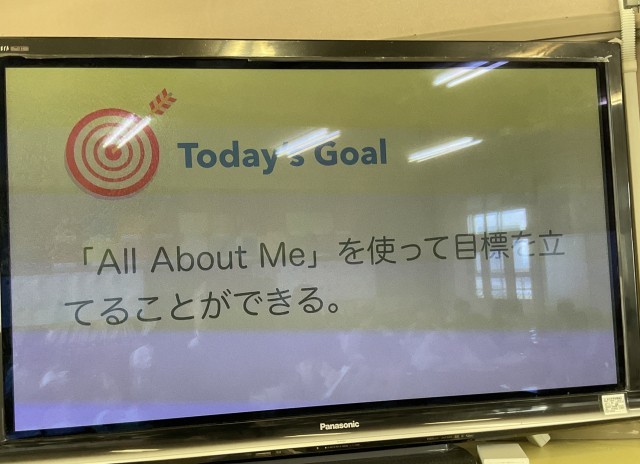 Today's Goal
「All About Me」を使って目標を立
てることができる。
Panasonic